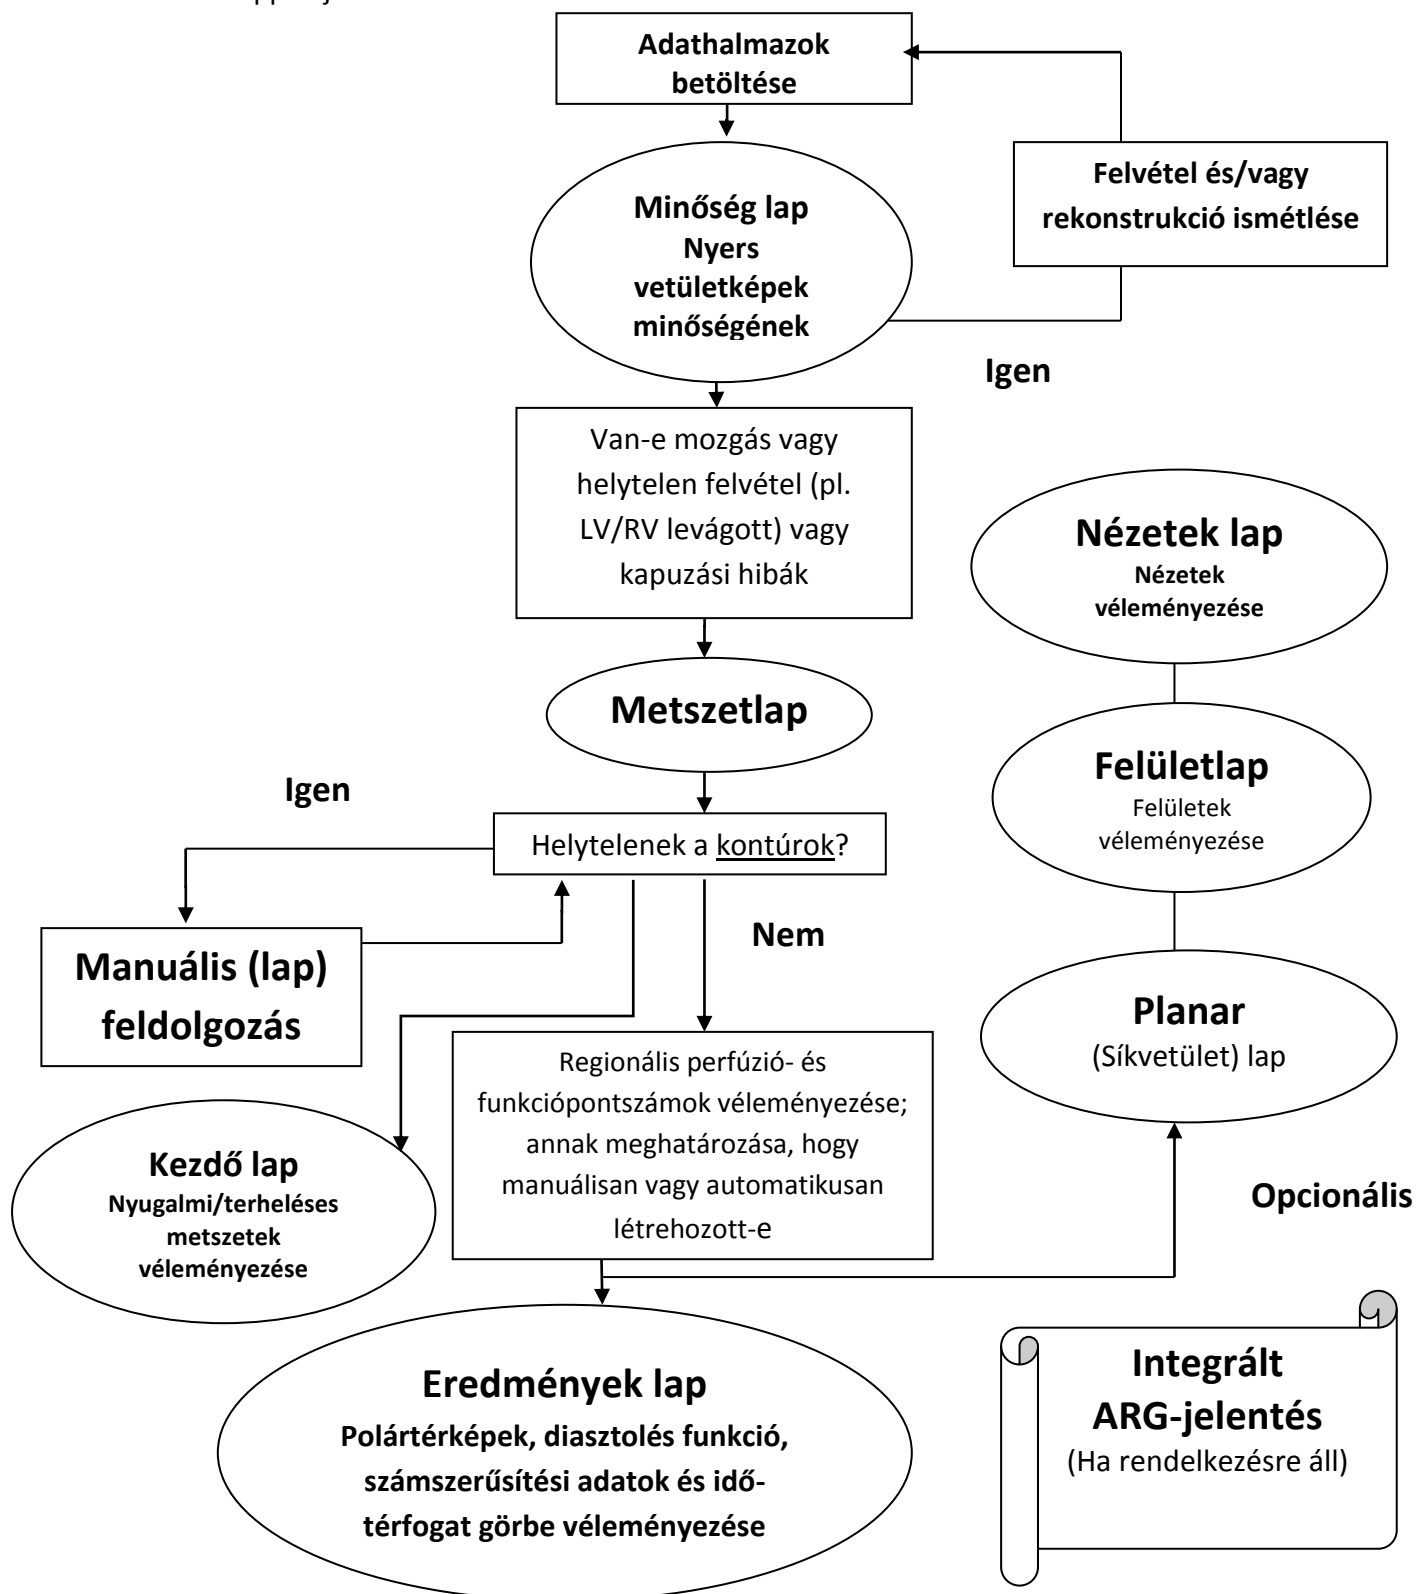 Adathalmazok
betöltése
Felvétel és/vagy
rekonstrukció ismétlése
Minőség lap
Nyers
vetületképek
minőségének
Igen
Van-e mozgás vagy
helytelen felvétel (pl.
LV/RV levágott) vagy
kapuzási hibák
Nézetek lap
Nézetek
véleményezése
Metszetlap
Felületlap
Felületek
véleményezése
Igen
Helytelenek a kontúrok?
Nem
Manuális (lap)
feldolgozás
Planar
(Síkvetület) lap
Regionális perfúzió- és
funkciópontszámok véleményezése;
annak meghatározása, hogy
manuálisan vagy automatikusan
létrehozott-e
Kezdő lap
Nyugalmi/terheléses
metszetek
véleményezése
Opcionális
Eredmények lap
Polártérképek, diasztolés funkció,
számszerűsítési adatok és idő-
térfogat görbe véleményezése
Integrált
ARG-jelentés
(Ha rendelkezésre áll)